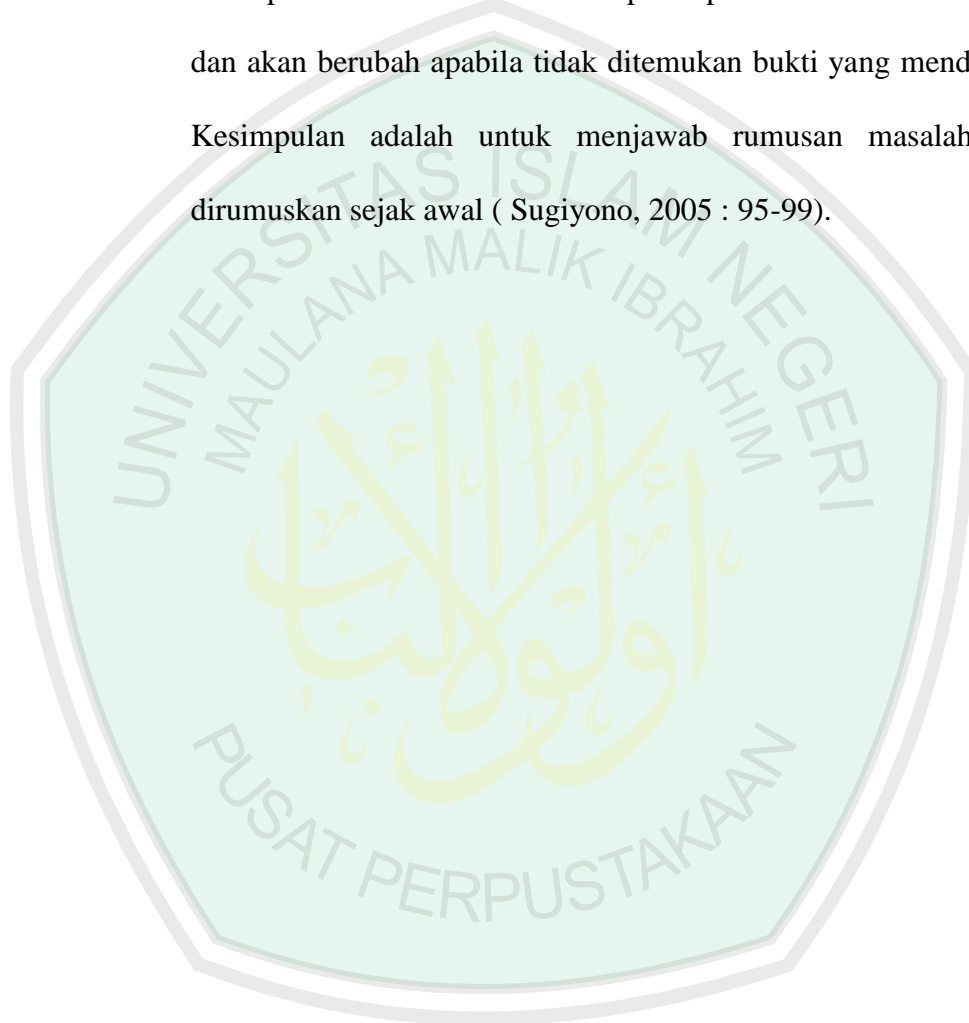 dan akan berubah apabila tidak ditemukan bukti yang
Kesimpulan adalah untuk menjawab rumusan masalah
dirumuskan sejak awal ( Sugiyono, 2005 : 95-99).
UNIVERSITAS ISLAM NEGERI
MAULANA MALIK IBRAHIM
PUSAT PERPUSTAKAAN